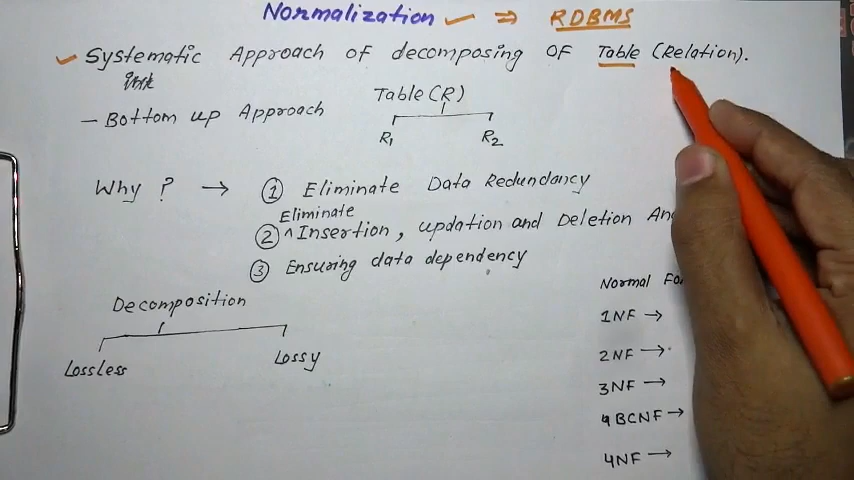 Normalization ✓ ⇒ RDBMS
✓ Systematic Approach of decomposing OF Table (Relation).
- Bottom up Approach
Table (R)
R1 R2
Why? → ① Eliminate Data Redundancy
Eliminate
② ^ Insertion, updation and Deletion An
③ Ensuring data dependency
Decomposition
Lossless Lossy
Normal Fo
1NF →
2NF →
3NF →
BCNF →
4NF →